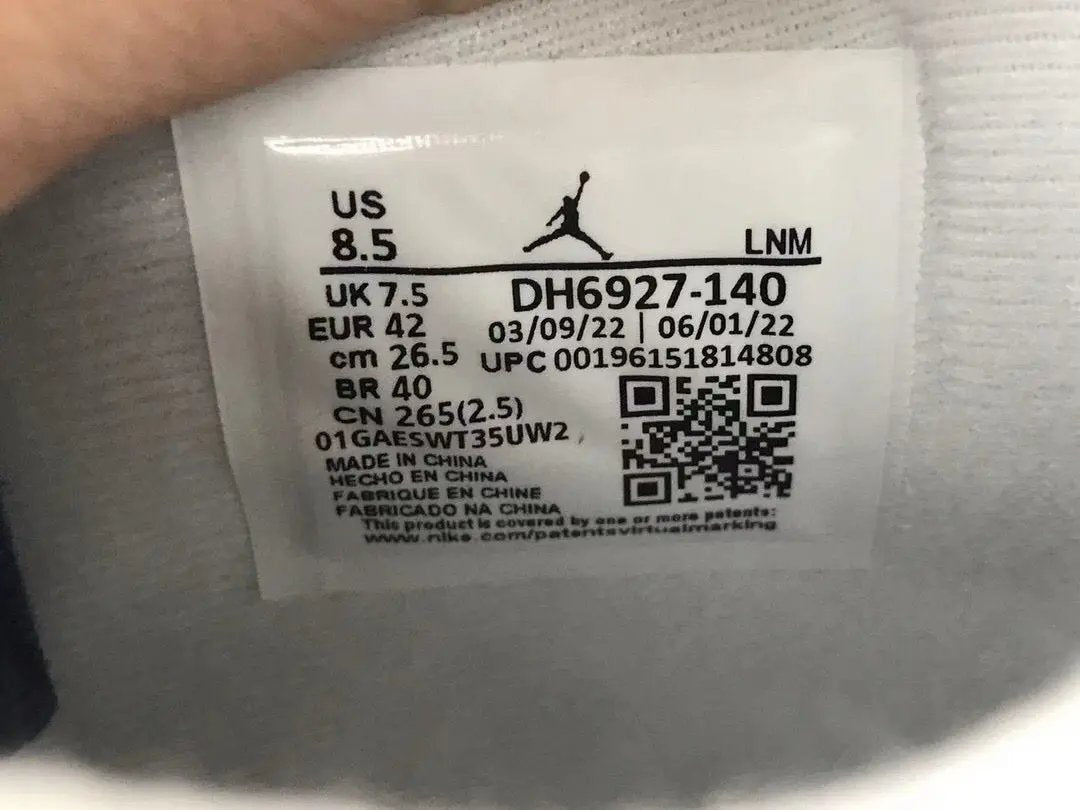 US
8.5
LNM
UK 7.5
DH6927-140
EUR 42
03/09/22 | 06/01/22
cm 26.5
UPC 00196151814808
BR 40
CN 265(2.5)
01GAESWT35UW2
MADE IN CHINA
HECHO EN CHINA
FABRIQUE EN CHINE
FABRICADO NA CHINA
This product is covered by one or more patents:
www.nike.com/patentsvirtualmarking